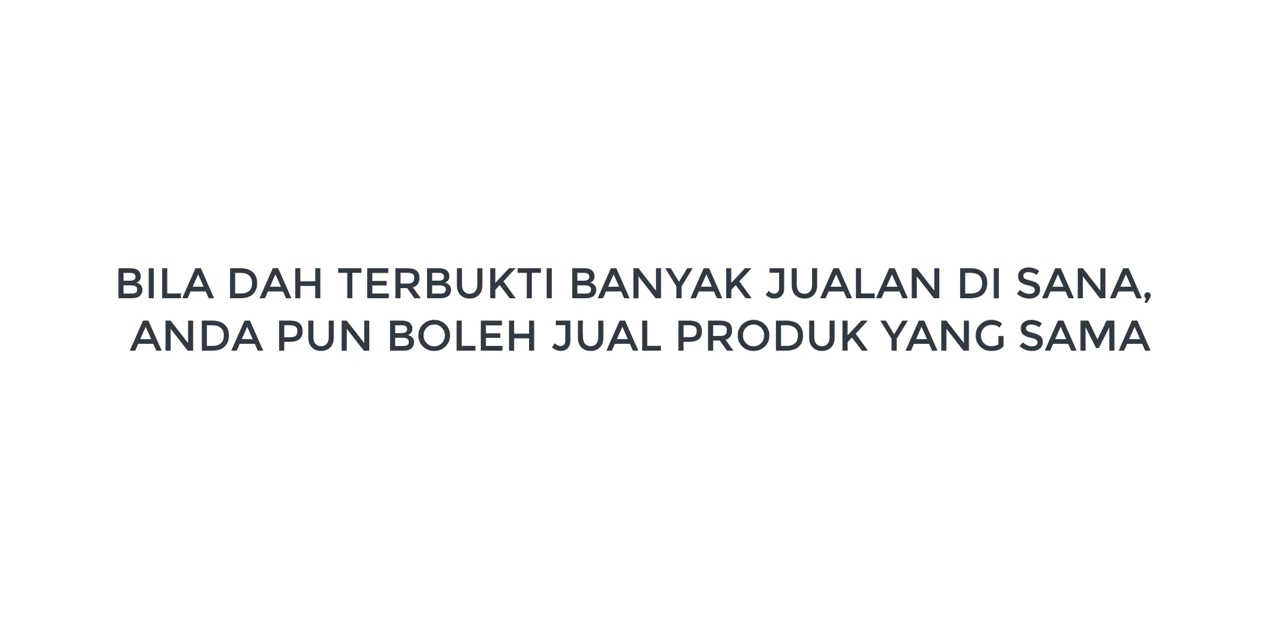 BILA DAH TERBUKTI BANYAK JUALAN DI SANA,
ANDA PUN BOLEH JUAL PRODUK YANG SAMA